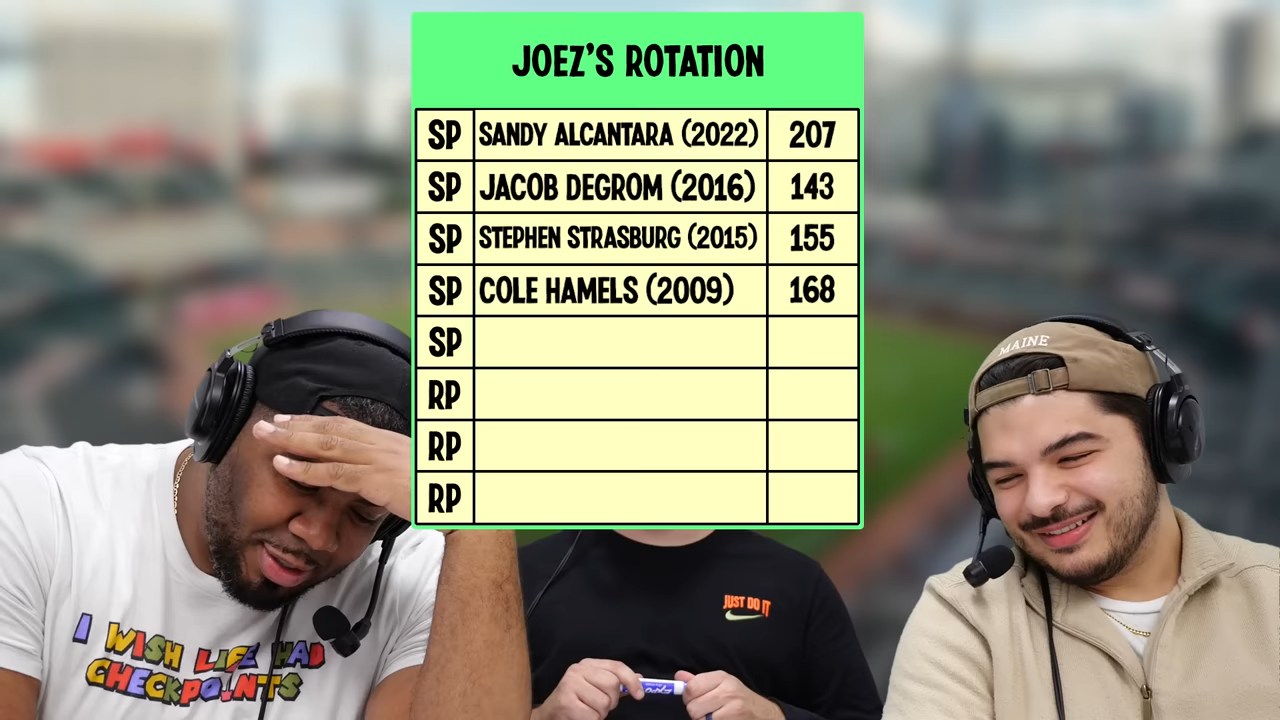 JOEZ'S ROTATION
SP SANDY ALCANTARA (2022) 207
SP JACOB DEGROM (2016) 143
SP STEPHEN STRASBURG (2015) 155
SP COLE HAMELS (2009) 168
SP
RP
RP
RP
MAINE
JUST DO IT
I WISH LIFE HAD
CHECKPOINTS